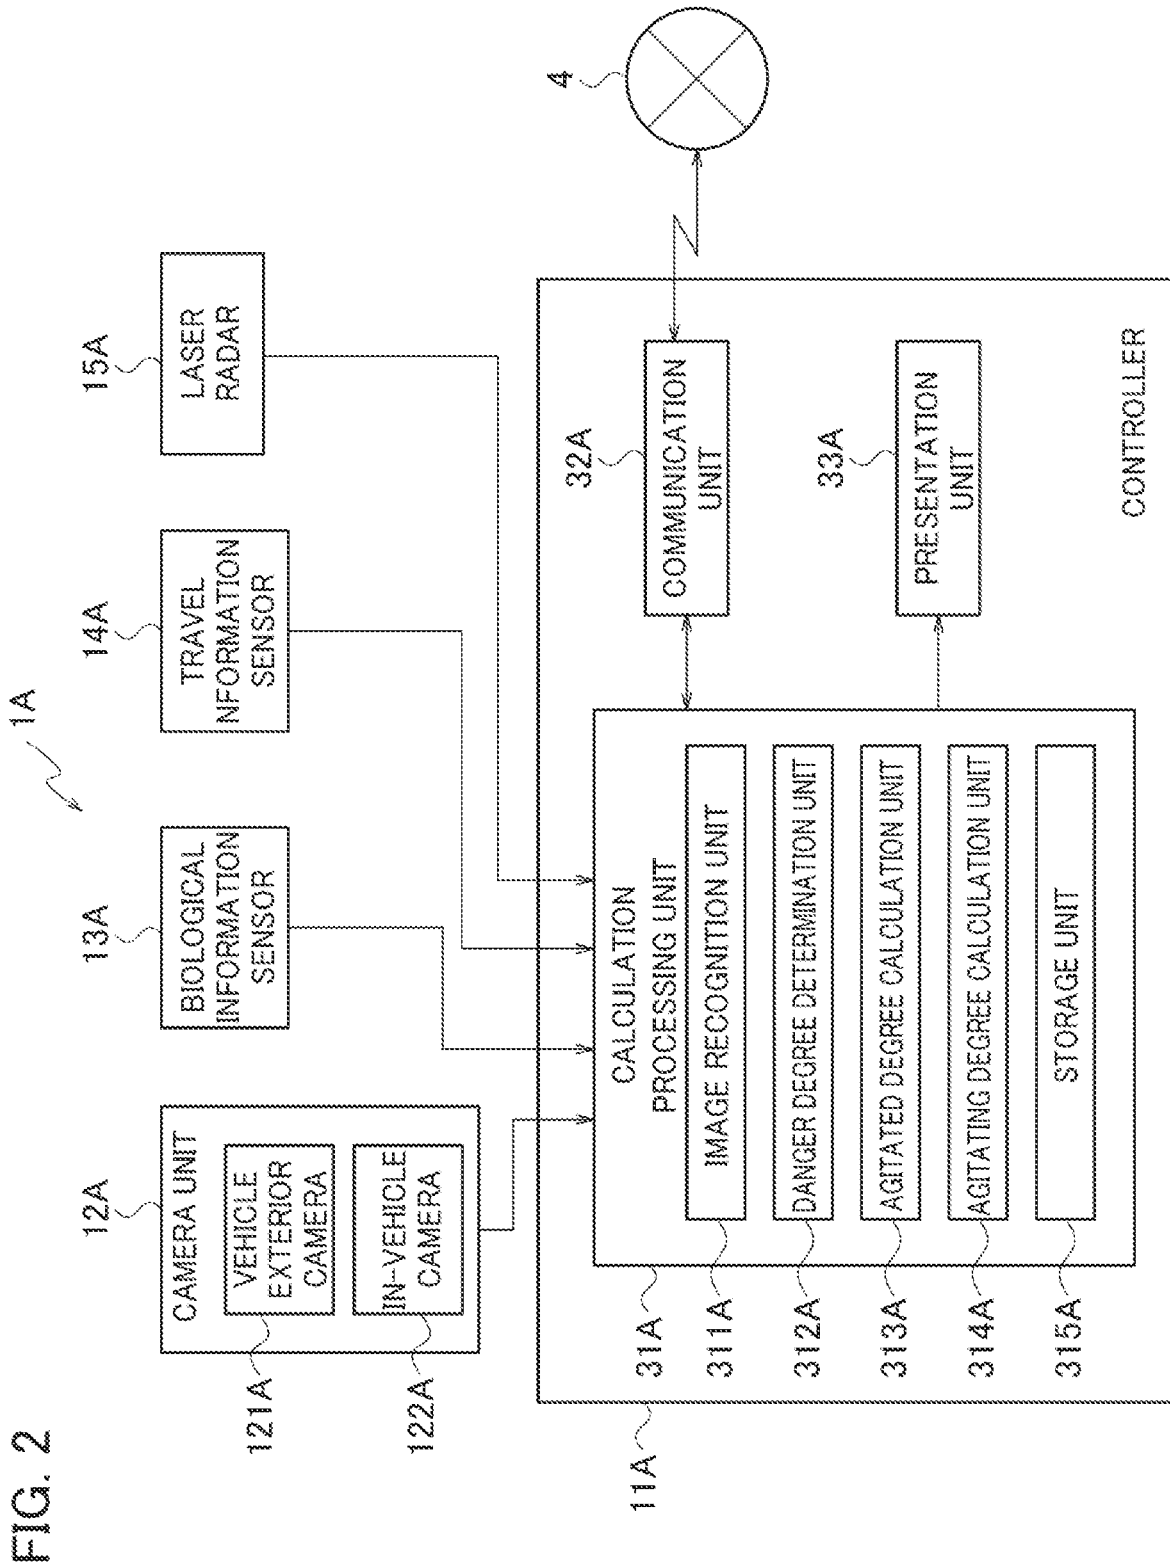 FIG. 2
1A
12A
CAMERA UNIT
VEHICLE
EXTERIOR
CAMERA
121A
IN-VEHICLE
CAMERA
122A
13A
BIOLOGICAL
INFORMATION
SENSOR
14A
TRAVEL
NFORMATION
SENSOR
15A
LASER
RADAR
4
11A
31A
CALCULATION
PROCESSING UNIT
311A
IMAGE RECOGNITION UNIT
312A
DANGER DEGREE DETERMINATION UNIT
313A
AGITATED DEGREE CALCULATION UNIT
314A
AGITATING DEGREE CALCULATION UNIT
315A
STORAGE UNIT
32A
COMMUNICATION
UNIT
33A
PRESENTATION
UNIT
CONTROLLER